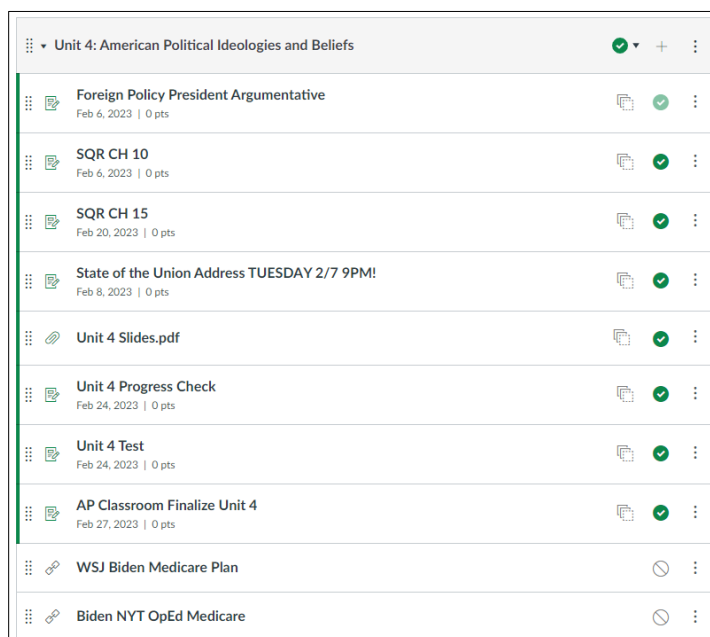 Unit 4: American Political Ideologies and Beliefs
Foreign Policy President Argumentative
Feb 6, 2023 | 0 pts
SQR CH 10
Feb 6, 2023 | 0 pts
SQR CH 15
Feb 20, 2023 | 0 pts
State of the Union Address TUESDAY 2/7 9PM!
Feb 8, 2023 | 0 pts
Unit 4 Slides.pdf
Unit 4 Progress Check
Feb 24, 2023 | 0 pts
Unit 4 Test
Feb 24, 2023 | 0 pts
AP Classroom Finalize Unit 4
Feb 27, 2023 | 0 pts
WSJ Biden Medicare Plan
Biden NYT OpEd Medicare